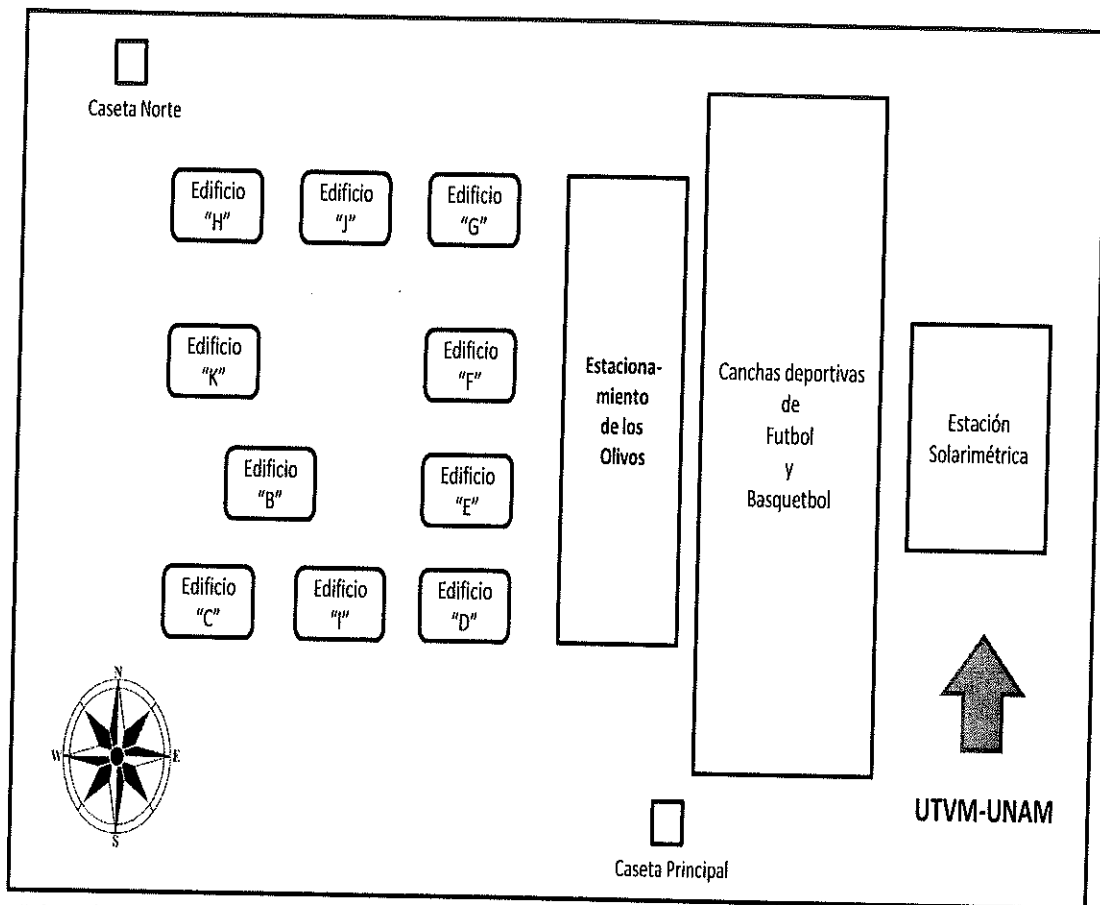 Caseta Norte
Edificio
"H"
Edificio
"J"
Edificio
"G"
Edificio
"K"
Edificio
"F"
Edificio
"B"
Edificio
"E"
Edificio
"C"
Edificio
"I"
Edificio
"D"
Estaciona-
miento
de los
Olivos
Canchas deportivas
de
Futbol
y
Basquetbol
Estación
Solarimétrica
N
W
E
S
UTVM-UNAM
Caseta Principal